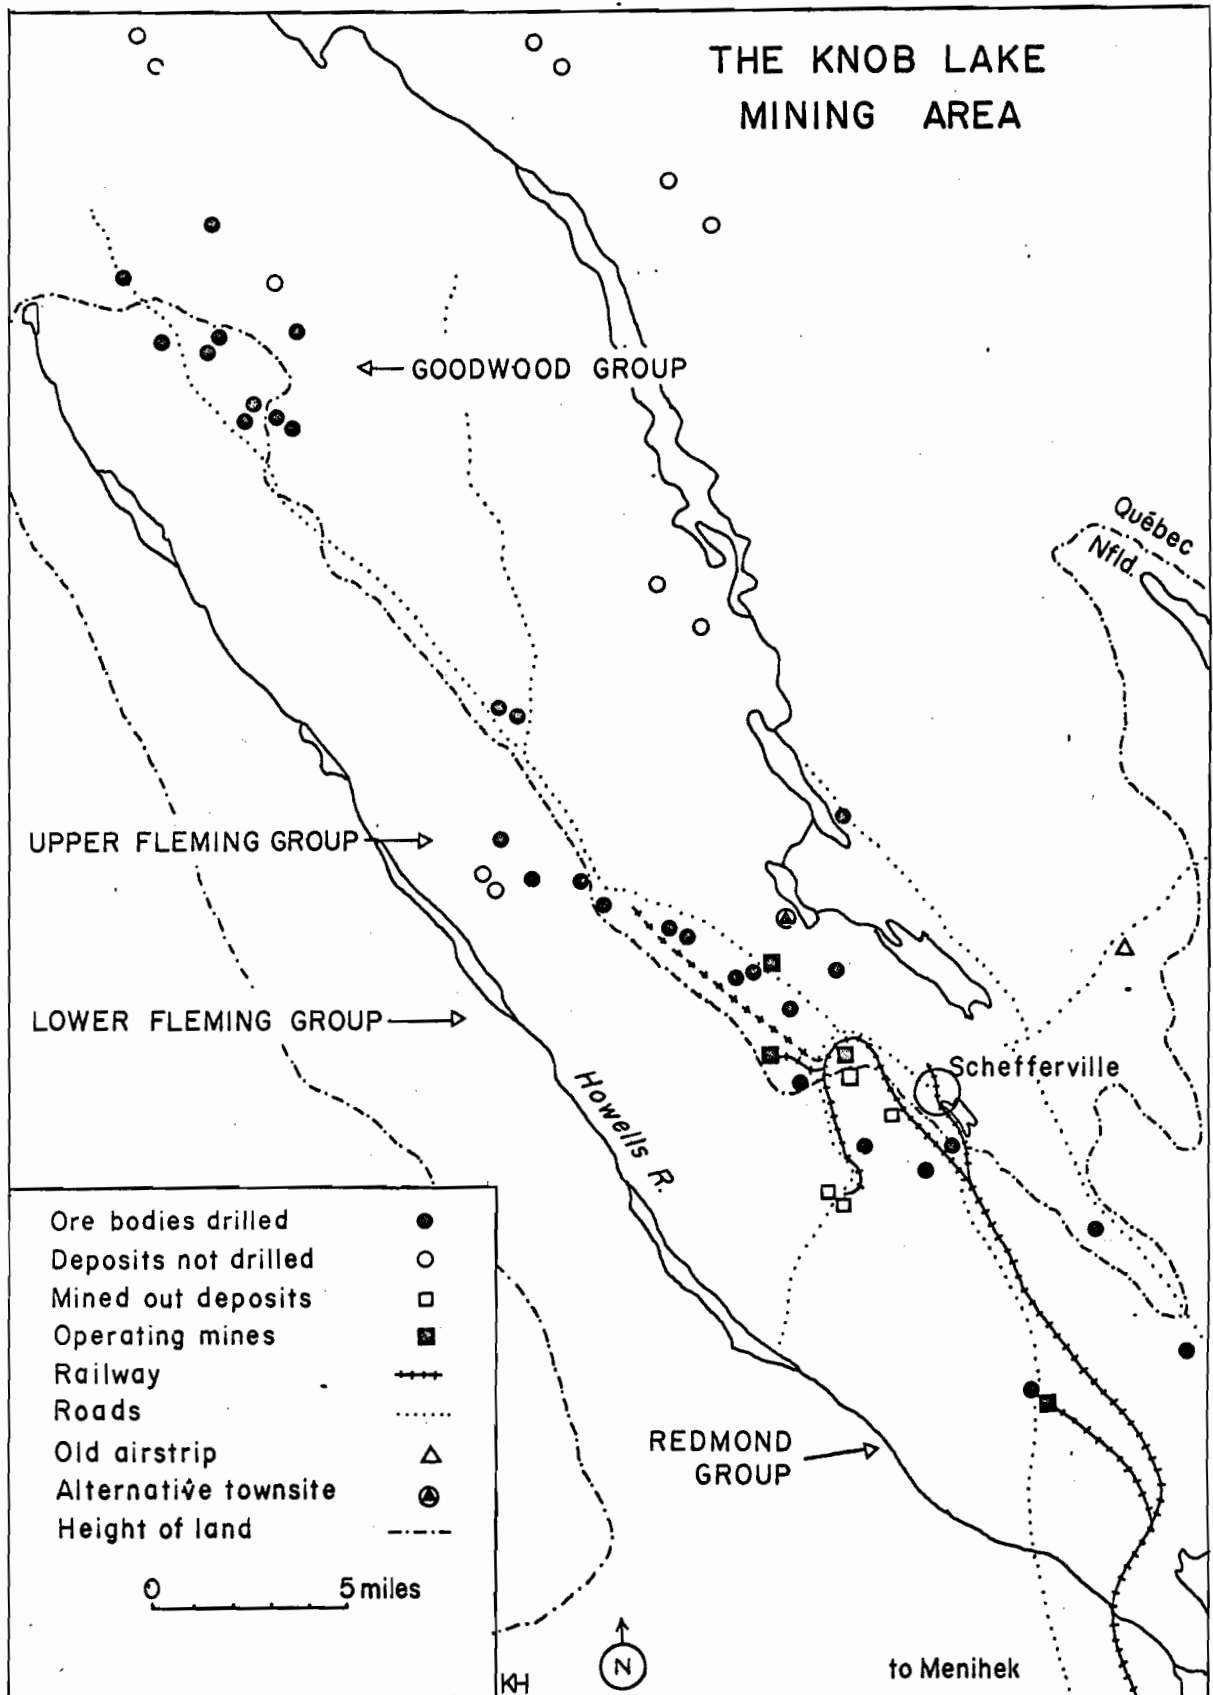 THE KNOB LAKE
MINING AREA
GOODWOOD GROUP
Québec
Nfld.
UPPER FLEMING GROUP
LOWER FLEMING GROUP
Schefferville
Howells R.
Ore bodies drilled
Deposits not drilled
Mined out deposits
Operating mines
Railway
Roads
Old airstrip
Alternative townsite
Height of land
0 5 miles
REDMOND
GROUP
N
KH
to Menihek